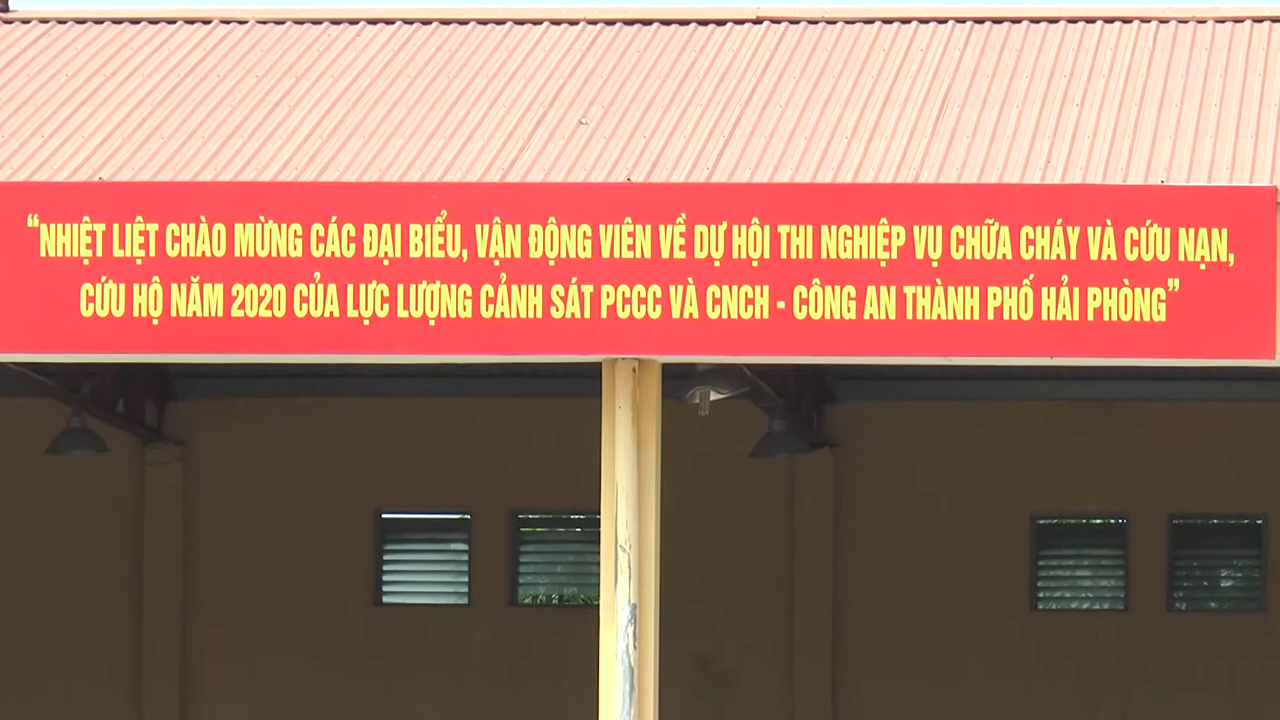 “NHIỆT LIỆT CHÀO MỪNG CÁC ĐẠI BIỂU, VẬN ĐỘNG VIÊN VỀ DỰ HỘI THI NGHIỆP VỤ CHỮA CHÁY VÀ CỨU NẠN,
CỨU HỘ NĂM 2020 CỦA LỰC LƯỢNG CẢNH SÁT PCCC VÀ CNCH - CÔNG AN THÀNH PHỐ HẢI PHÒNG”